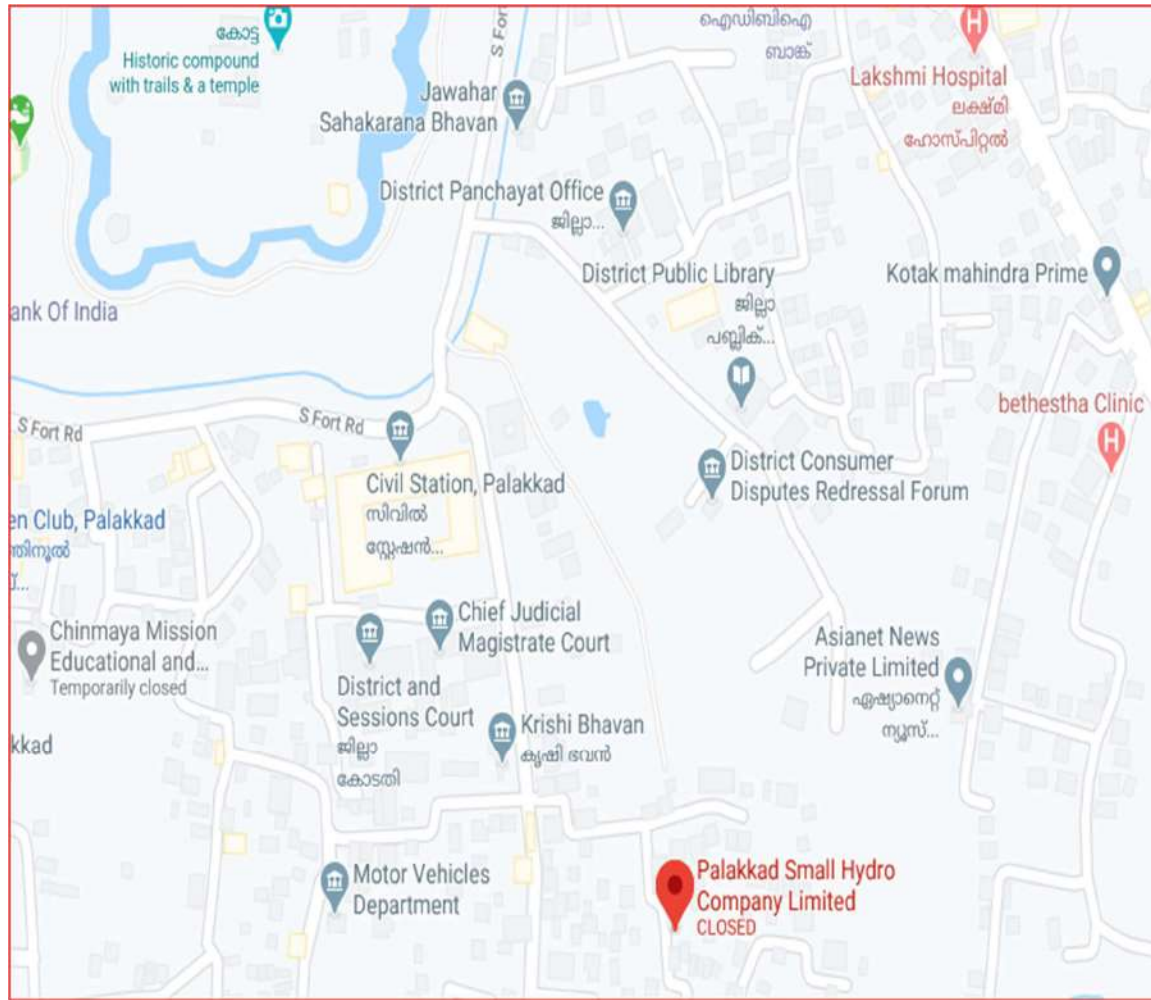 കോട്ട
Historic compound
with trails & a temple
S For
ഐഡിബിഐ
ബാങ്ക്
Lakshmi Hospital
ലക്ഷ്മി
ഹോസ്പിറ്റൽ
Jawahar
Sahakarana Bhavan
District Panchayat Office
ജില്ലാ...
District Public Library
ജില്ലാ
പബ്ലിക്...
Kotak mahindra Prime
ank Of India
bethestha Clinic
S Fort Rd
S Fort Rd
Civil Station, Palakkad
സിവിൽ
സ്റ്റേഷൻ...
District Consumer
Disputes Redressal Forum
en Club, Palakkad
തിനൂൽ
Chinmaya Mission
Educational and...
Temporarily closed
Chief Judicial
Magistrate Court
Asianet News
Private Limited
ഏഷ്യാനെറ്റ്
ന്യൂസ്...
District and
Sessions Court
ജില്ലാ
കോടതി
Krishi Bhavan
കൃഷി ഭവൻ
kkad
Motor Vehicles
Department
Palakkad Small Hydro
Company Limited
CLOSED